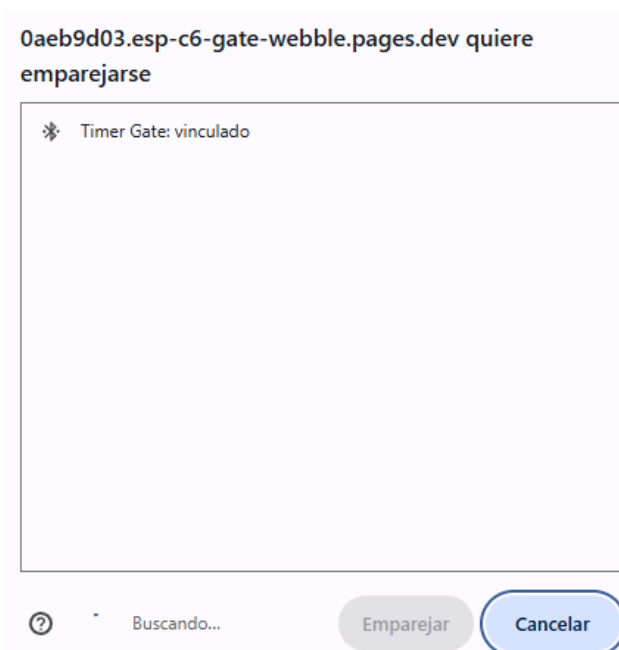 0aeb9d03.esp-c6-gate-webble.pages.dev quiere
emparejarse
Timer Gate: vinculado
Buscando...
Emparejar
Cancelar